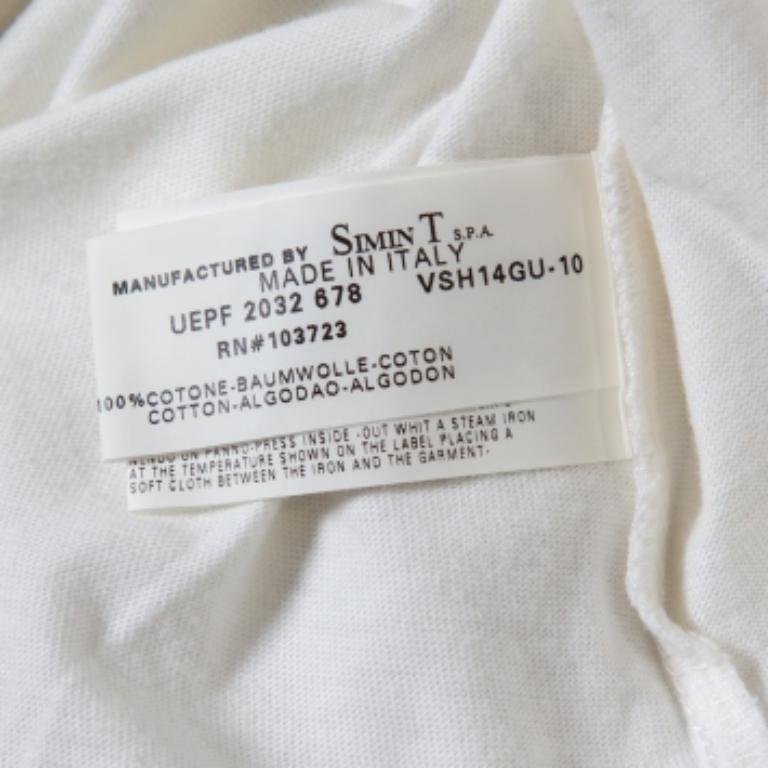 MANUFACTURED BY SIMIN T S.P.A.
MADE IN ITALY
UEPF 2032 678 VSH14GU-10
RN#103723
100%COTONE-BAUMWOLLE-COTON
COTTON-ALGODAO-ALGODON
UN PANNO-PRESS INSIDE -OUT WHIT A STEAM IRON
AT THE TEMPERATURE SHOWN ON THE LABEL PLACING A
SOFT CLOTH BETWEEN THE IRON AND THE GARMENT-